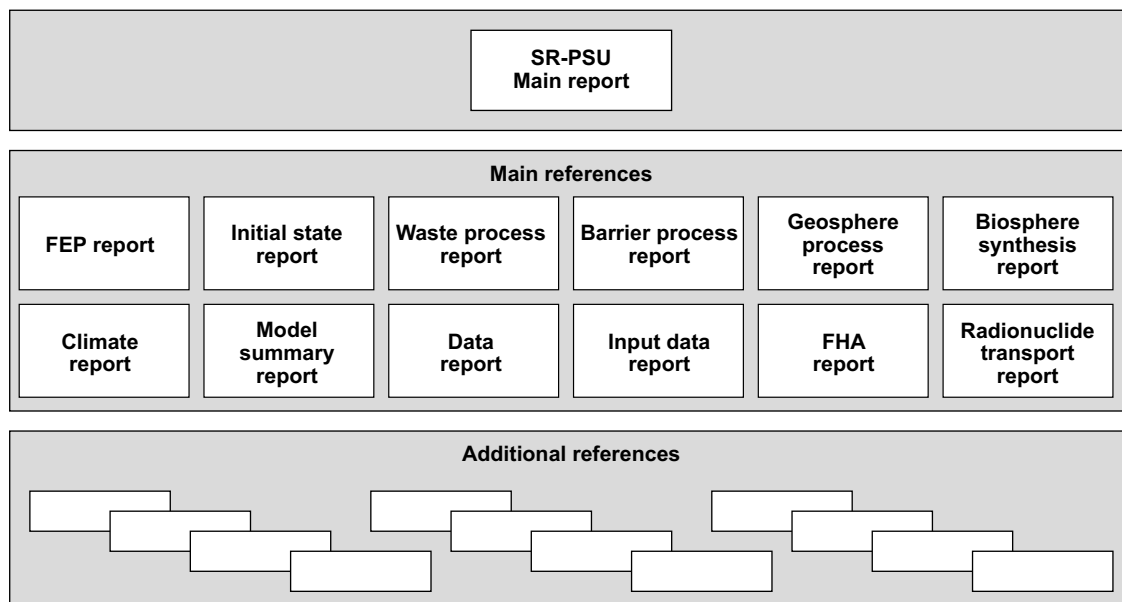 SR-PSU
Main report
Main references
FEP report
Initial state
report
Waste process
report
Barrier process
report
Geosphere
process
report
Biosphere
synthesis
report
Climate
report
Model
summary
report
Data
report
Input data
report
FHA
report
Radionuclide
transport
report
Additional references